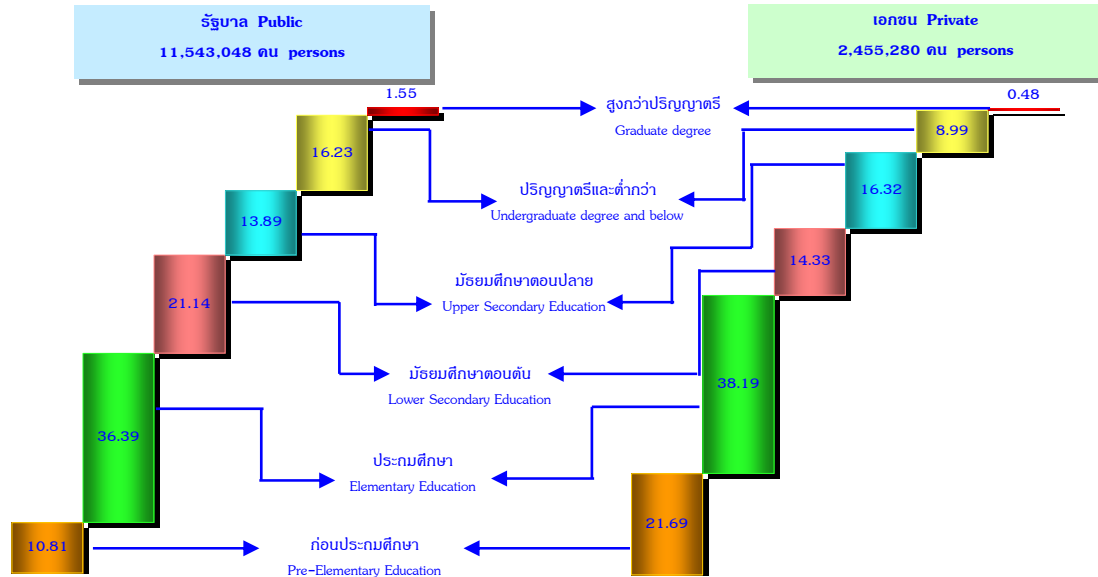 รัฐบาล Public
11,543,048 คน persons
เอกชน Private
2,455,280 คน persons
1.55
สูงกว่าปริญญาตรี
Graduate degree
0.48
16.23
8.99
ปริญญาตรีและต่ำกว่า
Undergraduate degree and below
13.89
16.32
มัธยมศึกษาตอนปลาย
Upper Secondary Education
21.14
14.33
มัธยมศึกษาตอนต้น
Lower Secondary Education
36.39
38.19
ประถมศึกษา
Elementary Education
10.81
21.69
ก่อนประถมศึกษา
Pre-Elementary Education